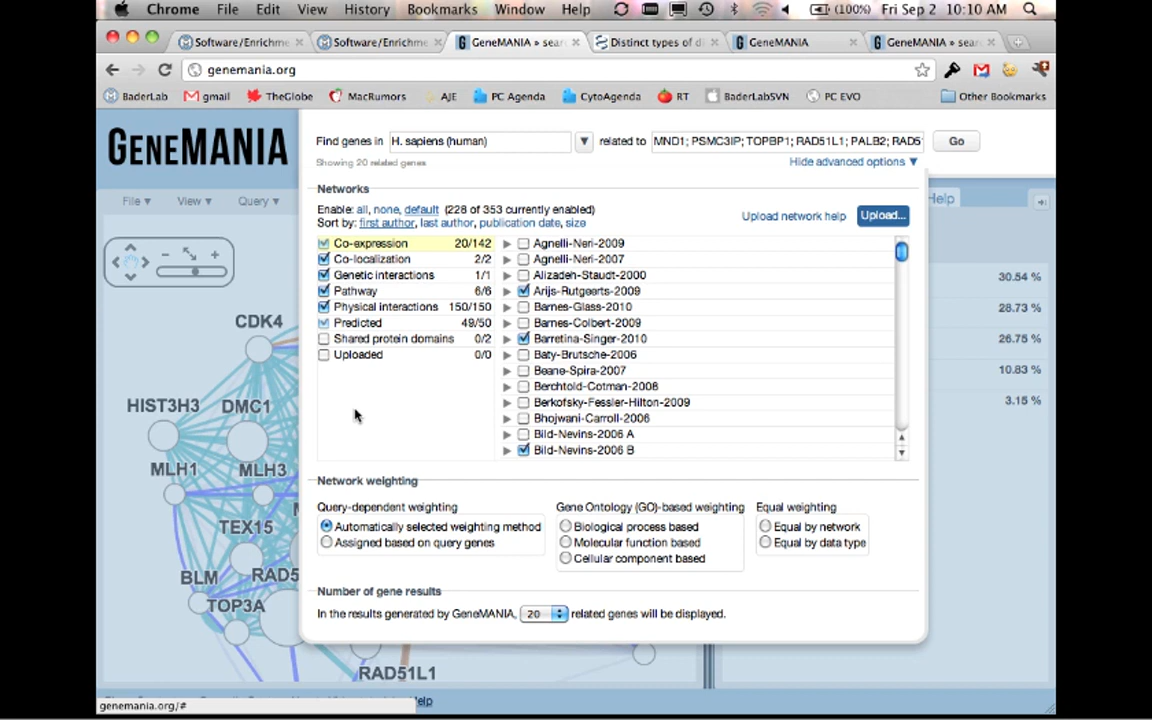 Chrome File Edit View History Bookmarks Window Help (100%) Fri Sep 2 10:10 AM
Software/Enrichme Software/Enrichme GeneMANIA » sear Distinct types of di GeneMANIA GeneMANIA » sear
genemania.org
BaderLab gmail TheGlobe MacRumors AJE PC Agenda CytoAgenda RT BaderLabSVN PC EVO Other Bookmarks
GENEMANIA
Find genes in H. sapiens (human) related to MND1; PSMC3IP; TOPBP1; RAD51L1; PALB2; RAD5 Go
Showing 20 related genes
Hide advanced options ▼
File ▼ View ▼ Query ▼ Help
Networks
Enable: all, none, default (228 of 353 currently enabled)
Sort by: first author, last author, publication date, size
Upload network help Upload...
Co-expression 20/142
Co-localization 2/2
Genetic interactions 1/1
Pathway 6/6
Physical interactions 150/150
Predicted 49/50
Shared protein domains 0/2
Uploaded 0/0
Agnelli-Neri-2009
Agnelli-Neri-2007
Alizadeh-Staudt-2000
Arijs-Rutgeerts-2009
Barnes-Glass-2010
Barnes-Colbert-2009
Barretina-Singer-2010
Baty-Brutsche-2006
Beane-Spira-2007
Berchtold-Cotman-2008
Berkofsky-Fessler-Hilton-2009
Bhojwani-Carroll-2006
Bild-Nevins-2006 A
Bild-Nevins-2006 B
30.54 %
28.73 %
26.75 %
10.83 %
3.15 %
CDK4
HIST3H3 DMC1
MLH1 MLH3
TEX15
BLM RAD5
TOP3A
RAD51L1
Network weighting
Query-dependent weighting
Automatically selected weighting method
Assigned based on query genes
Gene Ontology (GO)-based weighting
Biological process based
Molecular function based
Cellular component based
Equal weighting
Equal by network
Equal by data type
Number of gene results
In the results generated by GeneMANIA, 20 related genes will be displayed.
genemania.org/#
Help